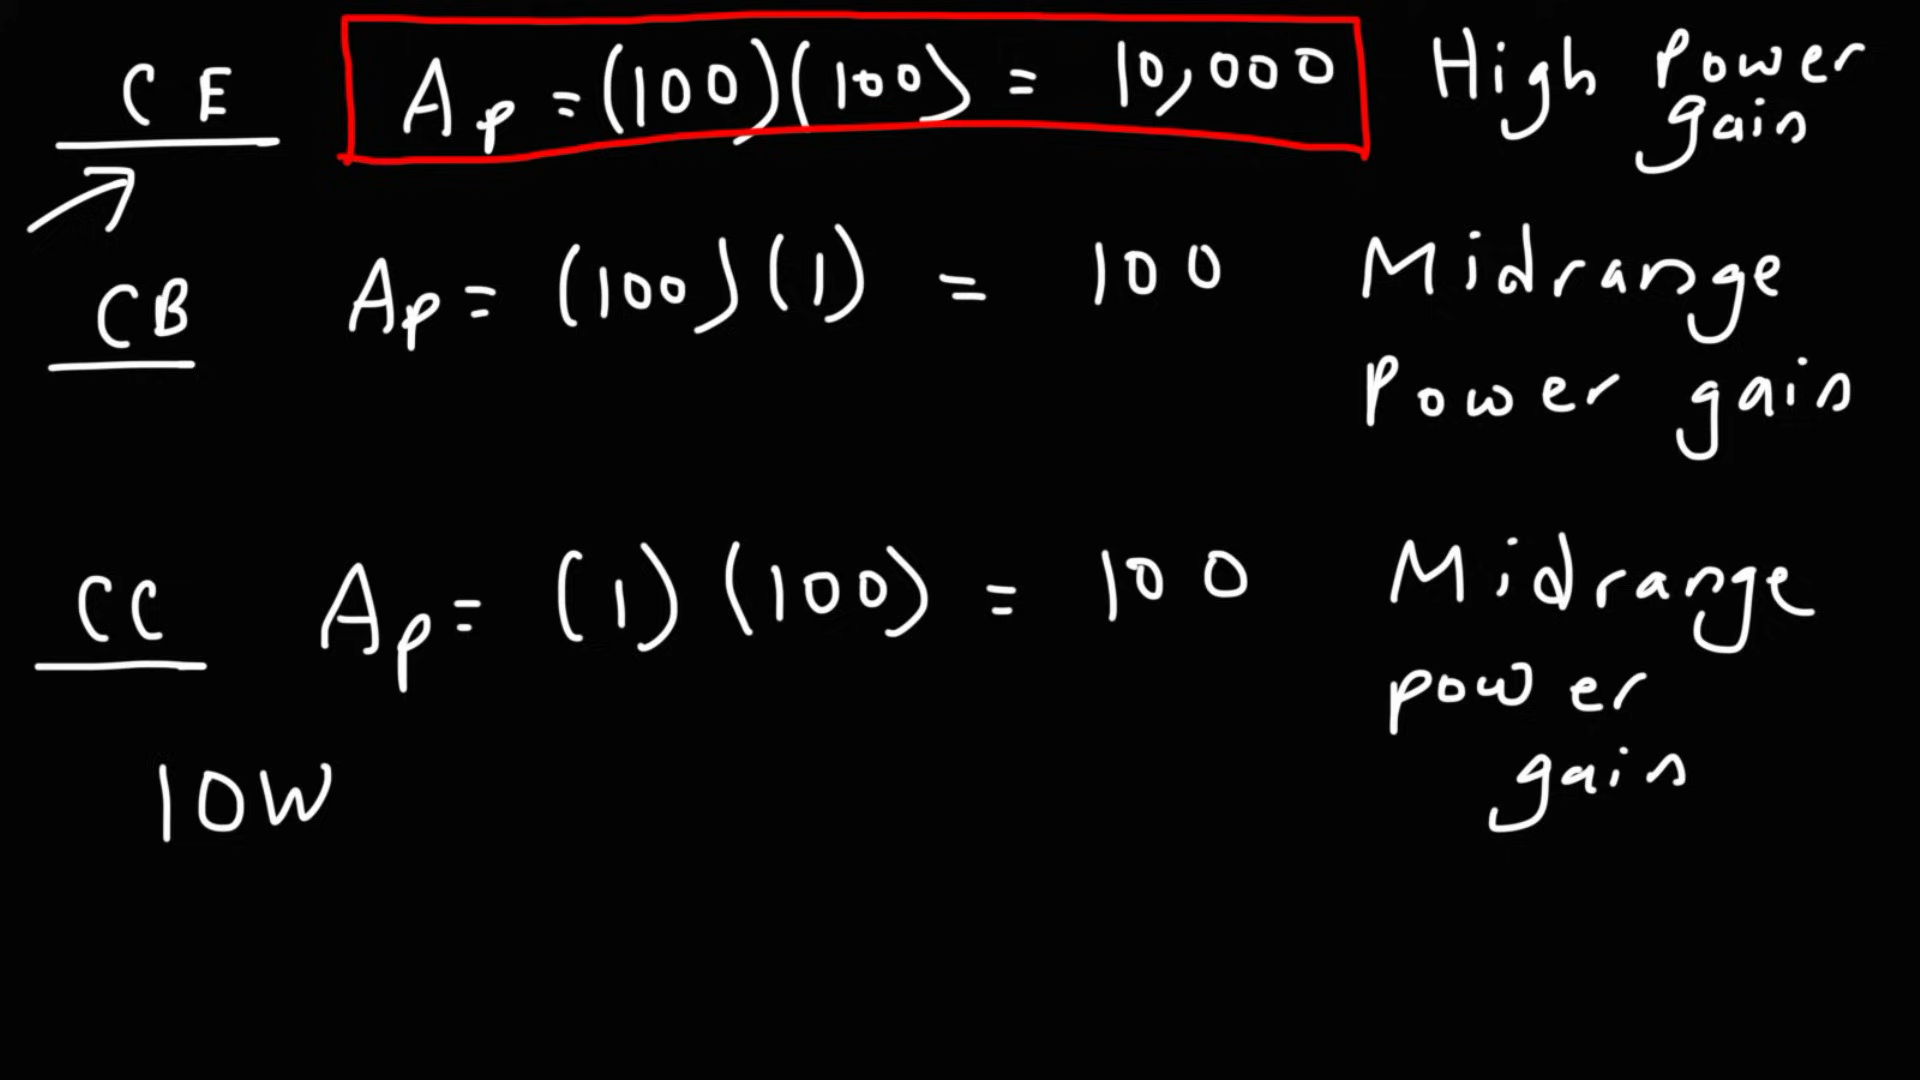 CE Ap = (100)(100) = 10,000 High Power
gain
CB Ap = (100)(1) = 100 Midrange
Power gain
CC Ap = (1)(100) = 100 Midrange
power
gain
10W